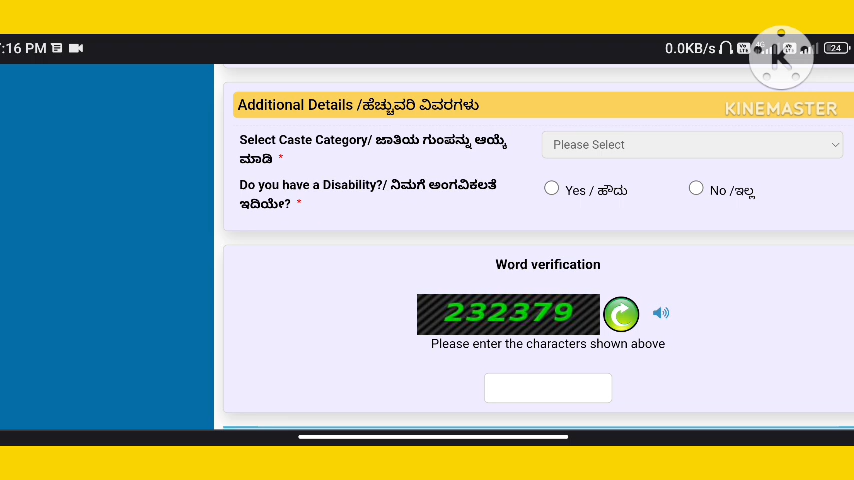 :16 PM 0.0KB/s 4G 24
K
KINEMASTER
Additional Details /ಹೆಚ್ಚುವರಿ ವಿವರಗಳು
Select Caste Category/ ಜಾತಿಯ ಗುಂಪನ್ನು ಆಯ್ಕೆ
ಮಾಡಿ *
Please Select
Do you have a Disability?/ ನಿಮಗೆ ಅಂಗವಿಕಲತೆ
ಇದಿಯೇ? *
Yes / ಹೌದು No /ಇಲ್ಲ
Word verification
232379
Please enter the characters shown above